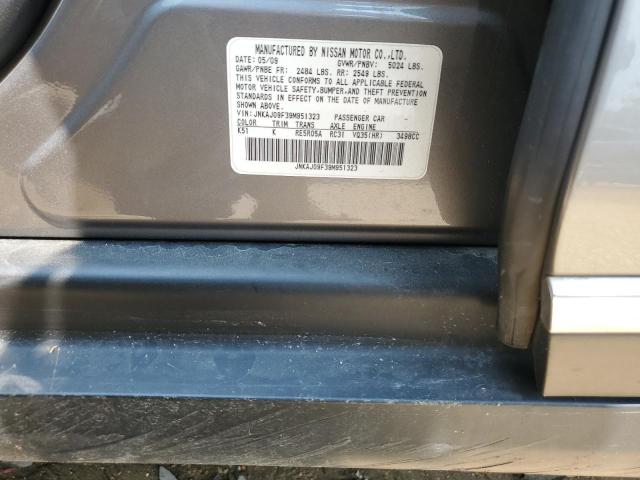 MANUFACTURED BY NISSAN MOTOR CO.,LTD.
DATE: 05/09 GVWR/PNBV: 5024 LBS.
GAWR/PNBE FR: 2484 LBS. RR: 2549 LBS.
THIS VEHICLE CONFORMS TO ALL APPLICABLE FEDERAL
MOTOR VEHICLE SAFETY,BUMPER,AND THEFT PREVENTION
STANDARDS IN EFFECT ON THE DATE OF MANUFACTURE
SHOWN ABOVE.
VIN:JNKAJ09F39M951323 PASSENGER CAR -
COLOR TRIM TRANS AXLE ENGINE
K51 K RE5R05A RC31 VQ35(HR) 3498CC
JNKAJ09F39M951323